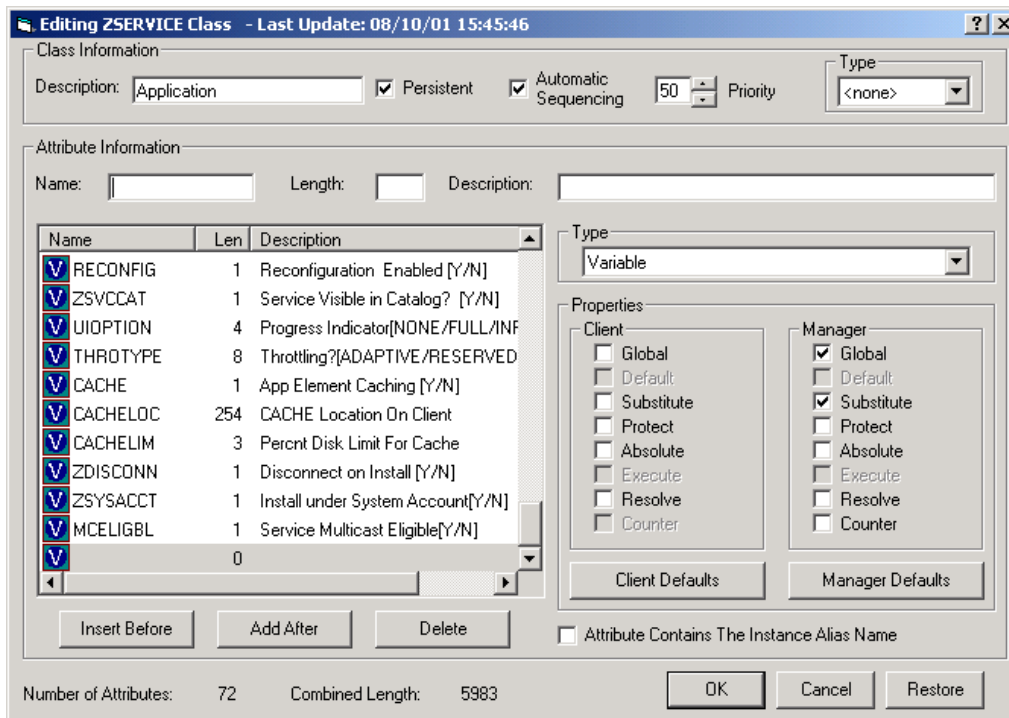 Editing ZSERVICE Class - Last Update: 08/10/01 15:45:46
Class Information
Description: Application
Persistent
Automatic Sequencing
50 Priority
Type
<none>
Attribute Information
Name: Length: Description:
Name Len Description
V RECONFIG 1 Reconfiguration Enabled [Y/N]
V ZSVCCAT 1 Service Visible in Catalog? [Y/N]
V UIOPTION 4 Progress Indicator[NONE/FULL/INF
V THROTYPE 8 Throttling?[ADAPTIVE/RESERVED
V CACHE 1 App Element Caching [Y/N]
V CACHELOC 254 CACHE Location On Client
V CACHELIM 3 Percnt Disk Limit For Cache
V ZDISCONN 1 Disconnect on Install [Y/N]
V ZSYSACCT 1 Install under System Account[Y/N]
V MCELIGBL 1 Service Multicast Eligible[Y/N]
V 0
Insert Before Add After Delete
Type
Variable
Properties
Client
Global
Default
Substitute
Protect
Absolute
Execute
Resolve
Counter
Client Defaults
Manager
Global
Default
Substitute
Protect
Absolute
Execute
Resolve
Counter
Manager Defaults
Attribute Contains The Instance Alias Name
Number of Attributes: 72 Combined Length: 5983
OK Cancel Restore